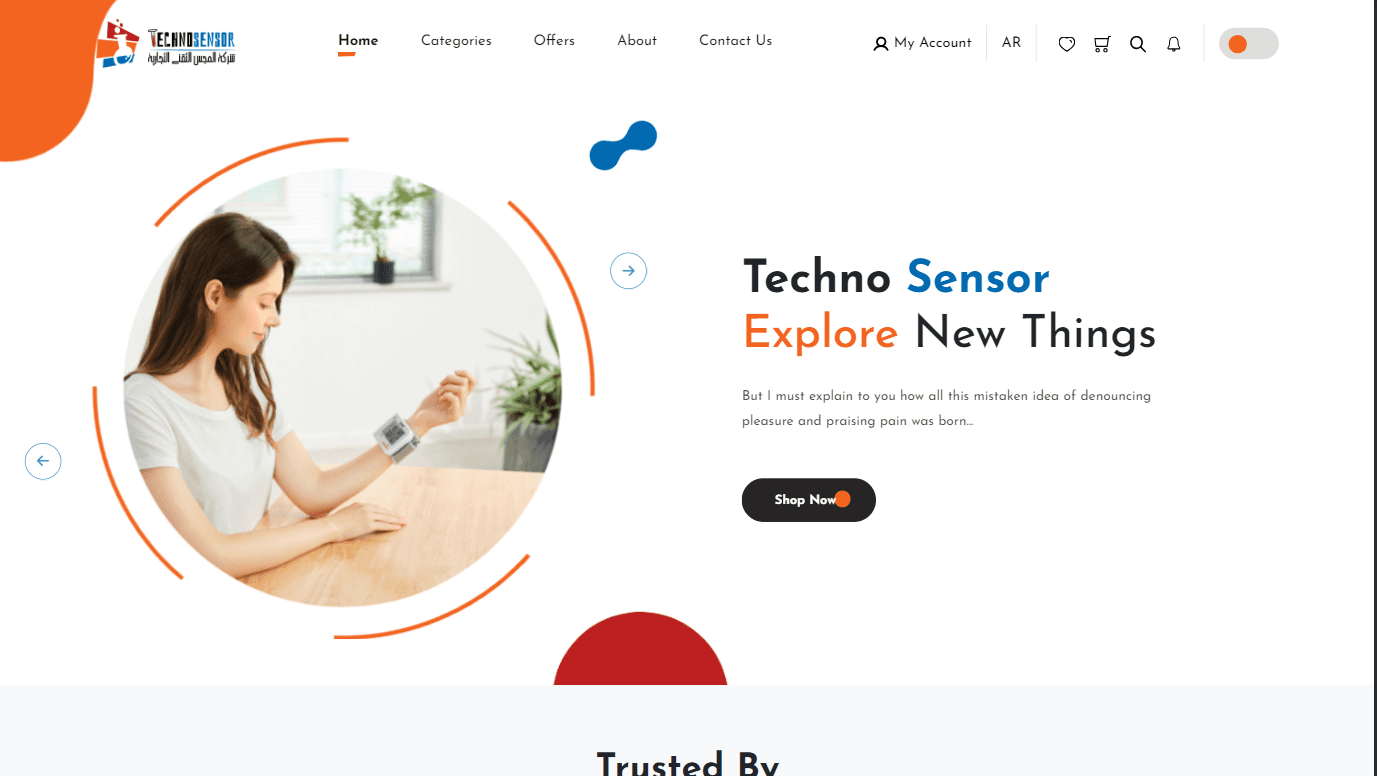 TECHNOSENSOR
شركة المجس التقني التجارية
Home
Categories
Offers
About
Contact Us
My Account
AR
Techno Sensor
Explore New Things
But I must explain to you how all this mistaken idea of denouncing
pleasure and praising pain was born...
Shop Now
Trusted By